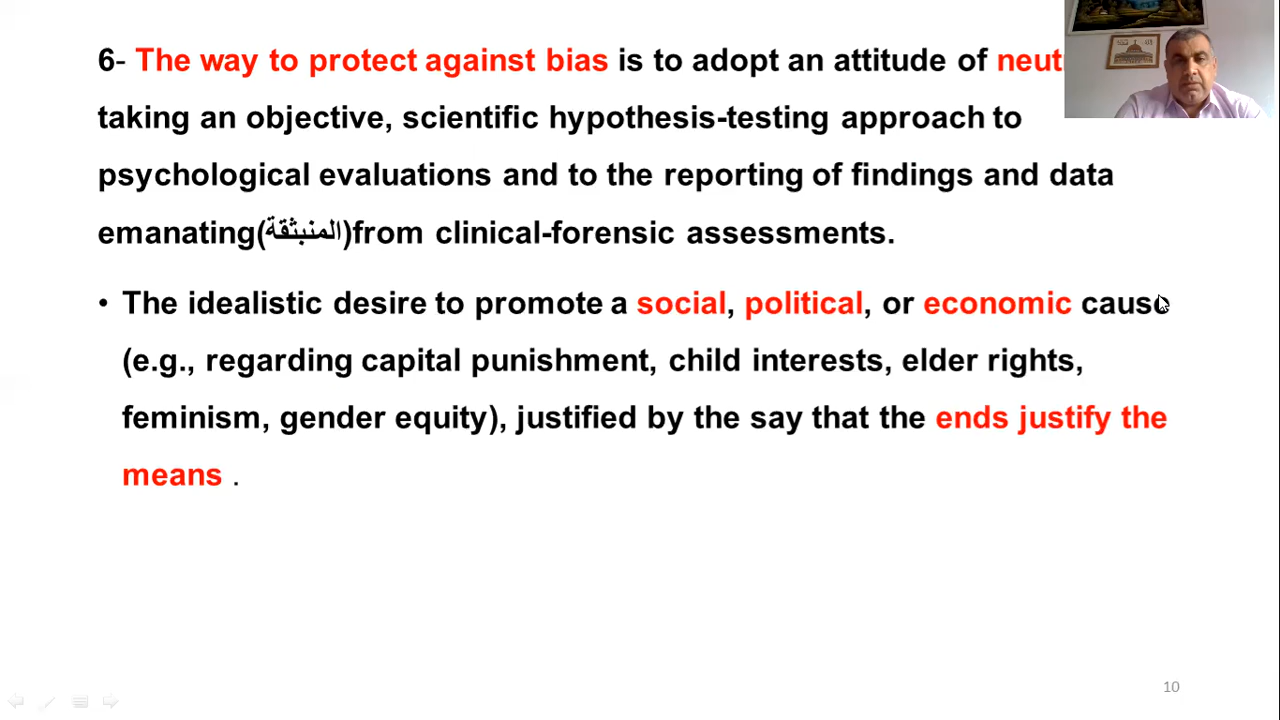 6- The way to protect against bias is to adopt an attitude of
taking an objective, scientific hypothesis-testing approach to
psychological evaluations and to the reporting of findings and data
emanating(المنبثقة)from clinical-forensic assessments.
• The idealistic desire to promote a social, political, or economic cause
(e.g., regarding capital punishment, child interests, elder rights,
feminism, gender equity), justified by the say that the ends justify the
means .
10